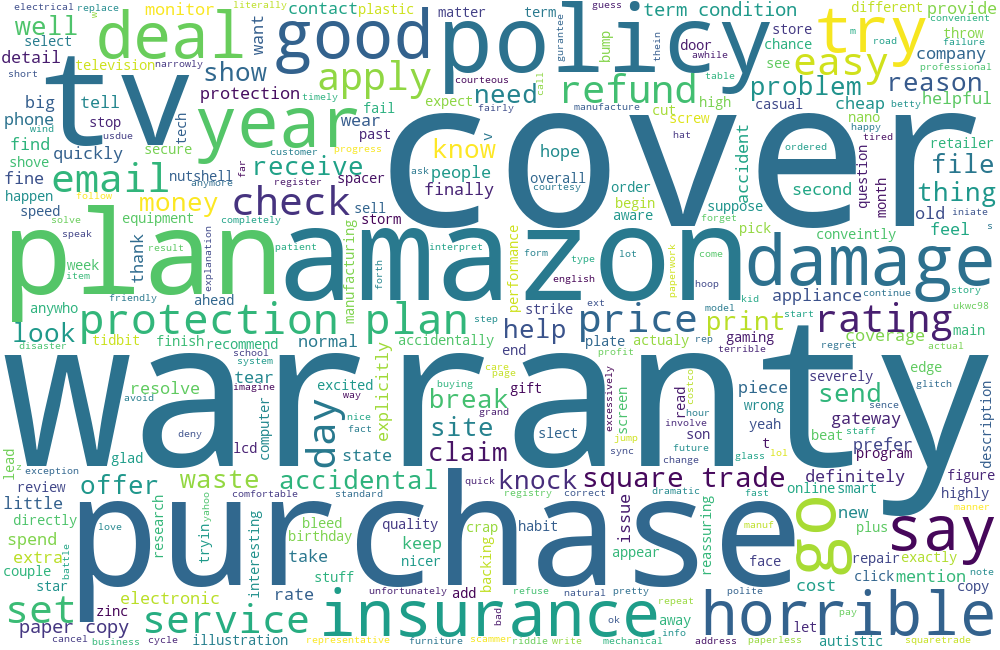 electrical
replace
literally
monitor
contact
plastic
matter
term
term condition
guess
different
convenient
m
road
provide
well
select
deal
want
good
policy
gurantee
thein
bump
door
awhile
store
chance
see
try
easy
company
throw
failure
professional
detail
television
narrowly
show
courteous
call
short
big
tell
tv
year
tech
protection
timely
apply
need
refund
table
problem
casual
cheap
reason
helpful
phone
stop
wind
usdue
fail
wear
expect
fairly
manufacture
cut
high
screw
nano
betty
find
secure
customer
past
progress
v
cover
hat
happy
tired
ordered
retailer
shove
quickly
nutshell
receive
know
hope
accident
question
file
fine
email
far
anymore
spacer
ask
people
overall
second
month
thing
happen
follow
register
money
check
finally
courtesy
order
suppose
old
iniate
speed
equipment
completely
sell
begin
aware
forget
feel
s
solve
storm
pick
conveintly
plan
speak
thank
result
explanation
patient
manufacturing
amazon
interpret
forth
performance
form
type
lot
paperwork
come
damage
week
item
english
hoop
kid
appliance
continue
story
anywho
friendly
ahead
step
ext
model
start
ukwc98
look
protection plan
accidentally
help
strike
price
print
rating
disaster
tidbit
finish
recommend
normal
end
plate
actualy
rep
gaming
coverage
main
actual
school
system
explicitly
care
page
profit
terrible
regret
edge
warranty
resolve
tear
imagine
excited
way
buying
break
gift
excessively
screen
read
costco
piece
severely
send
glitch
avoid
computer
nice
fact
grand
hour
involve
wrong
gateway
sence
description
deny
day
site
slect
son
future
yeah
beat
staff
lead
z
exception
glad
lcd
state
claim
sync
jump
change
glass
lol
t
prefer
program
review
offer
waste
accidental
quick
knock
square trade
definitely
figure
little
comfortable
standard
registry
correct
dramatic
fast
online
smart
highly
directly
research
tryin
yahoo
interesting
bleed
quality
crap
habit
issue
reassuring
manuf
go
new
manner
spend
love
birthday
keep
backing
purchase
appear
plus
say
extra
take
nicer
face
repair
exactly
couple
battle
stuff
refuse
natural
pretty
polite
cost
click
mention
star
electronic
rate
unfortunately
add
repeat
copy
note
set
zinc
service
insurance
bad
ok
away
pay
horrible
paper copy
info
address
let
cancel
business
cycle
illustration
representative
furniture
scammer
riddle
write
mechanical
paperless
autistic
squaretrade